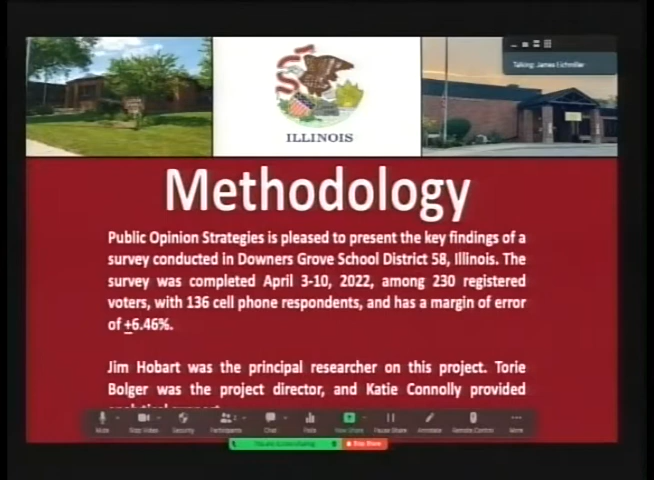 Talking: James Eichmiller
ILLINOIS
Methodology
Public Opinion Strategies is pleased to present the key findings of a
survey conducted in Downers Grove School District 58, Illinois. The
survey was completed April 3-10, 2022, among 230 registered
voters, with 136 cell phone respondents, and has a margin of error
of ±6.46%.
Jim Hobart was the principal researcher on this project. Torie
Bolger was the project director, and Katie Connolly provided
Mute Stop Video Security Participants Chat Polls New Share Pause Share Annotate Remote Control More
You are screen sharing Stop Share